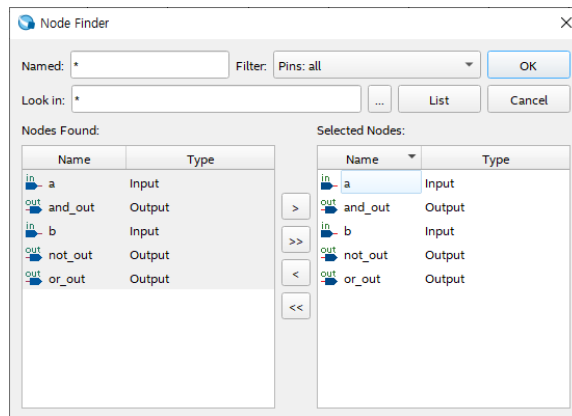 Node Finder
Named: * Filter: Pins: all OK
Look in: * ... List Cancel
Nodes Found: Selected Nodes:
Name Type Name Type
in a Input in a Input
out and_out Output > out and_out Output
in b Input >> in b Input
out not_out Output < out not_out Output
out or_out Output << out or_out Output